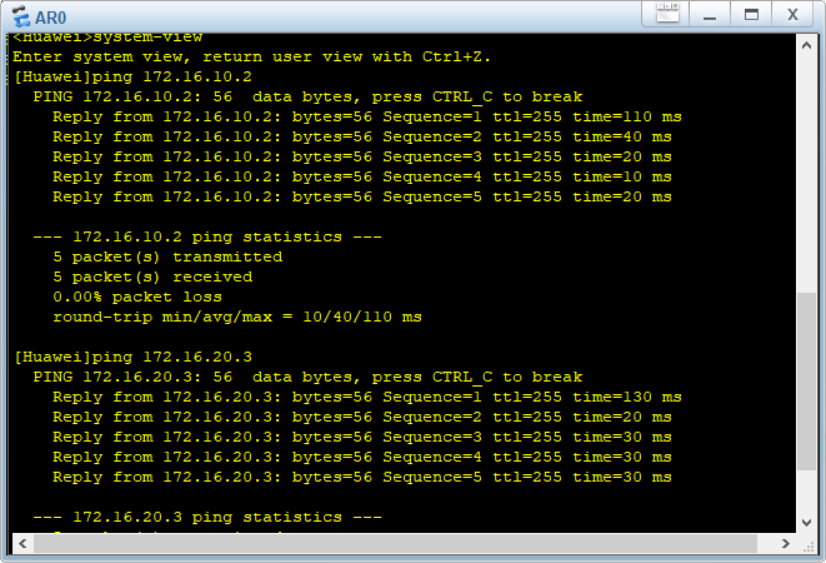 AR0
<Huawei>system-view
Enter system view, return user view with Ctrl+Z.
[Huawei]ping 172.16.10.2
PING 172.16.10.2: 56  data bytes, press CTRL_C to break
Reply from 172.16.10.2: bytes=56 Sequence=1 ttl=255 time=110 ms
Reply from 172.16.10.2: bytes=56 Sequence=2 ttl=255 time=40 ms
Reply from 172.16.10.2: bytes=56 Sequence=3 ttl=255 time=20 ms
Reply from 172.16.10.2: bytes=56 Sequence=4 ttl=255 time=10 ms
Reply from 172.16.10.2: bytes=56 Sequence=5 ttl=255 time=20 ms
--- 172.16.10.2 ping statistics ---
5 packet(s) transmitted
5 packet(s) received
0.00% packet loss
round-trip min/avg/max = 10/40/110 ms
[Huawei]ping 172.16.20.3
PING 172.16.20.3: 56  data bytes, press CTRL_C to break
Reply from 172.16.20.3: bytes=56 Sequence=1 ttl=255 time=130 ms
Reply from 172.16.20.3: bytes=56 Sequence=2 ttl=255 time=20 ms
Reply from 172.16.20.3: bytes=56 Sequence=3 ttl=255 time=30 ms
Reply from 172.16.20.3: bytes=56 Sequence=4 ttl=255 time=30 ms
Reply from 172.16.20.3: bytes=56 Sequence=5 ttl=255 time=30 ms
--- 172.16.20.3 ping statistics ---